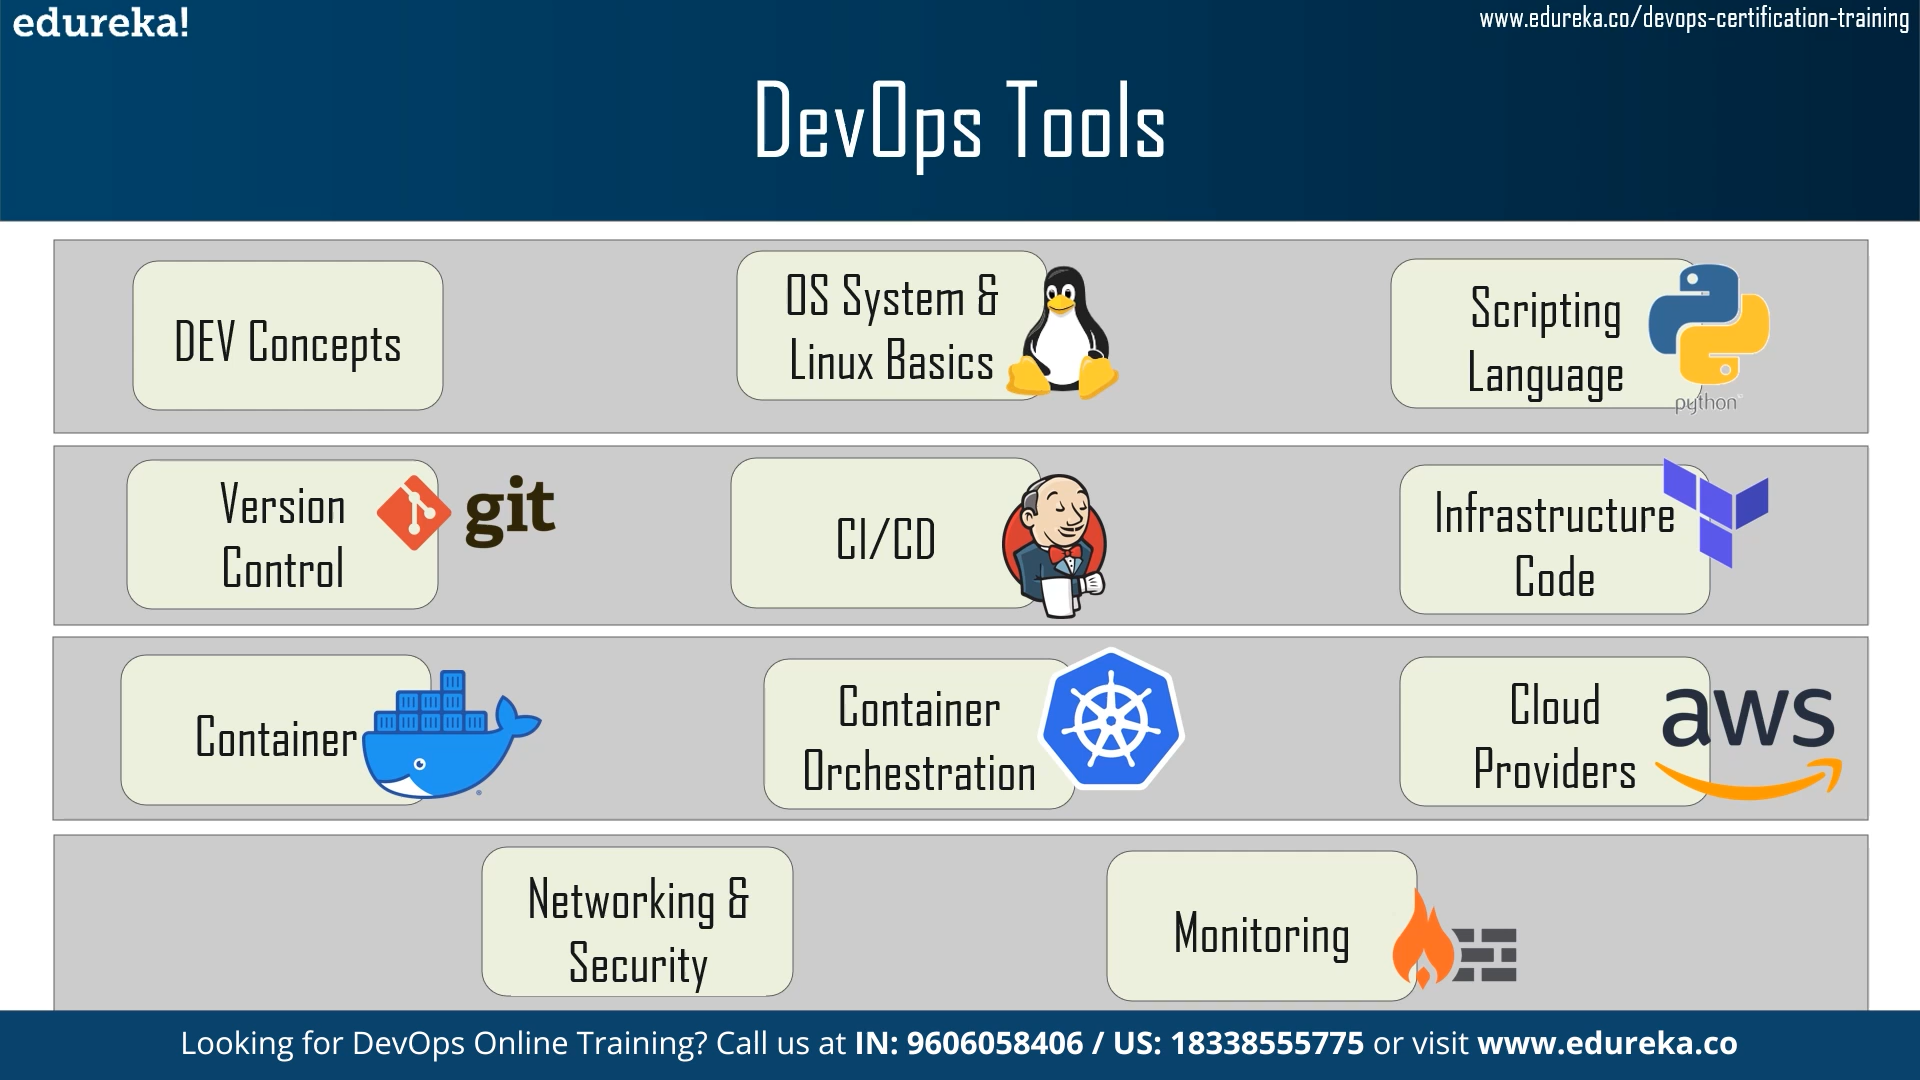 edureka!
www.edureka.co/devops-certification-training
DevOps Tools
DEV Concepts
OS System &
Linux Basics
Scripting
Language
python
Version
Control
git
CI/CD
Infrastructure
Code
Container
Container
Orchestration
Cloud
Providers
aws
Networking &
Security
Monitoring
Looking for DevOps Online Training? Call us at IN: 9606058406 / US: 18338555775 or visit www.edureka.co